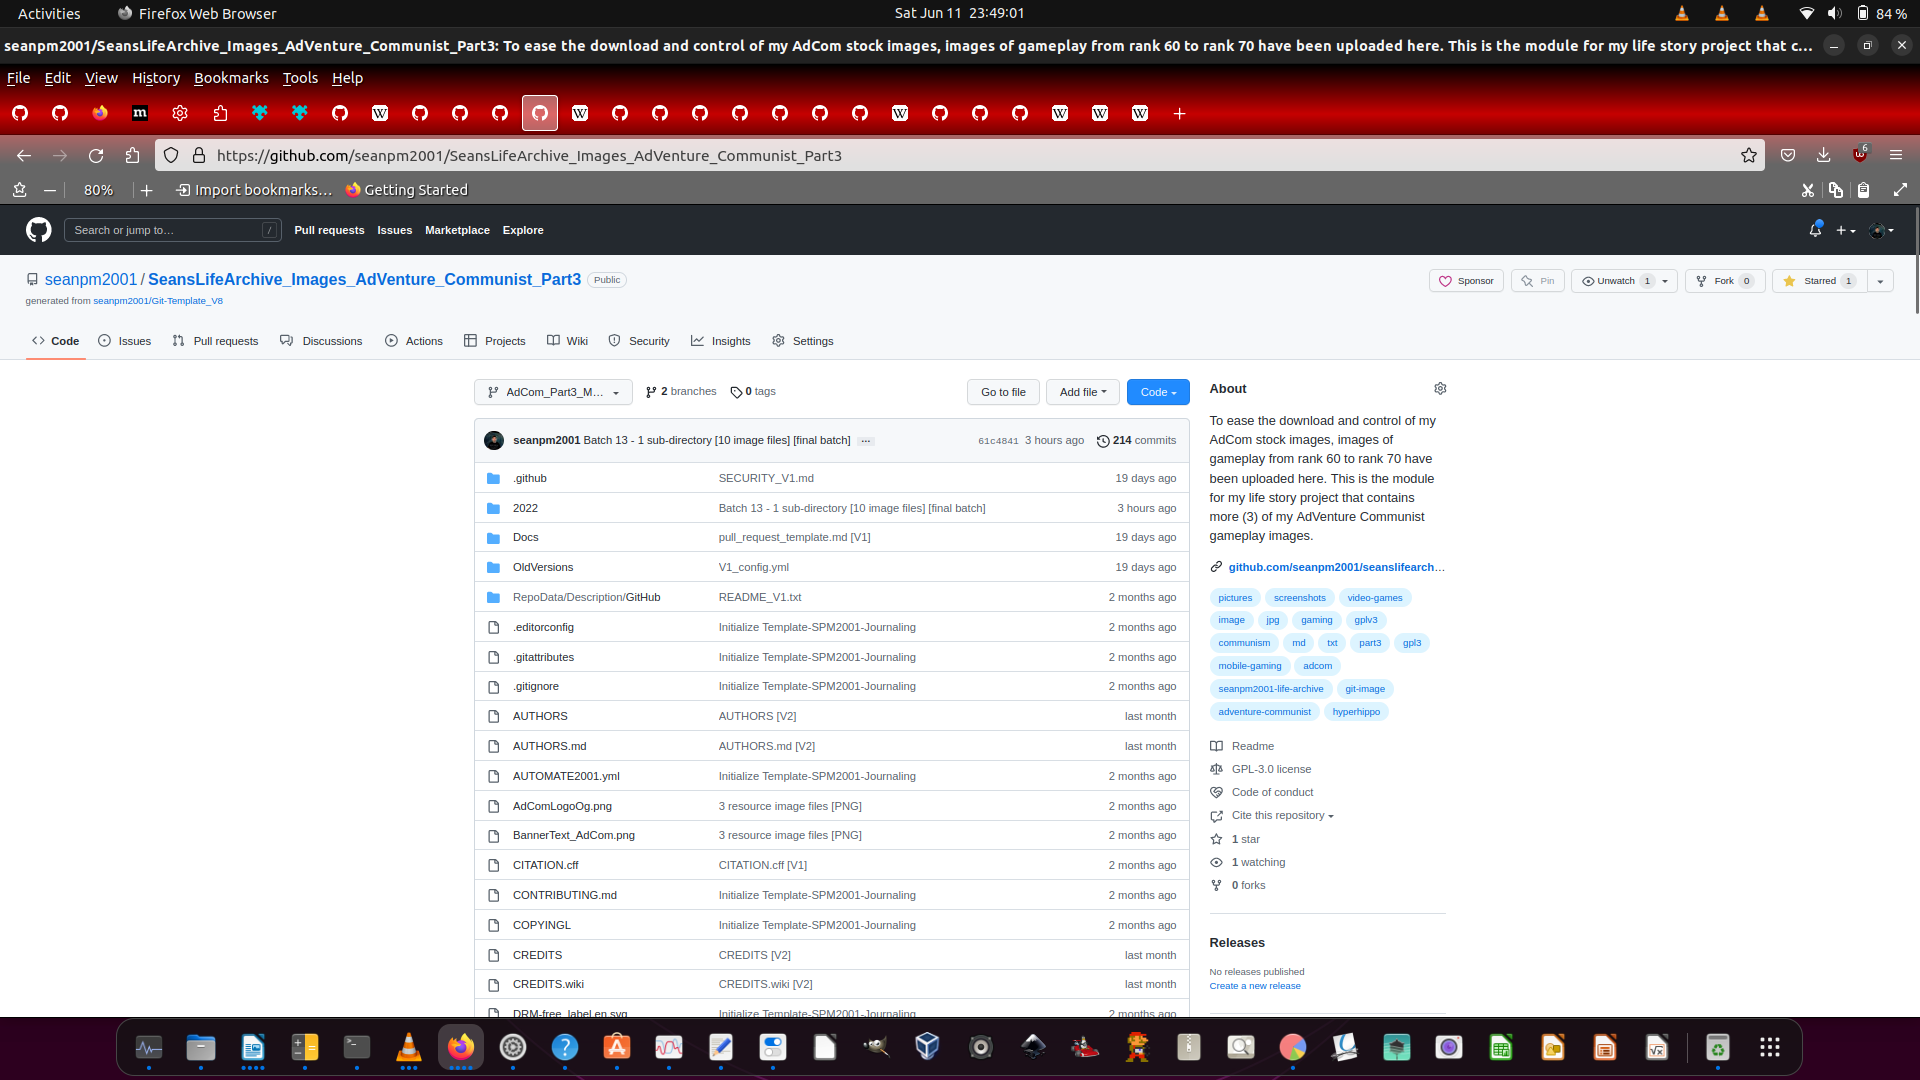 Activities
Firefox Web Browser
Sat Jun 11 23:49:01
84 %
seanpm2001/SeansLifeArchive_Images_AdVenture_Communist_Part3: To ease the download and control of my AdCom stock images, images of gameplay from rank 60 to rank 70 have been uploaded here. This is the module for my life story project that c...
File Edit View History Bookmarks Tools Help
https://github.com/seanpm2001/SeansLifeArchive_Images_AdVenture_Communist_Part3
6
80%
Import bookmarks...
Getting Started
Search or jump to...
/
Pull requests
Issues
Marketplace
Explore
seanpm2001 / SeansLifeArchive_Images_AdVenture_Communist_Part3
Public
generated from seanpm2001/Git-Template_V8
Sponsor
Pin
Unwatch 1
Fork 0
Starred 1
Code
Issues
Pull requests
Discussions
Actions
Projects
Wiki
Security
Insights
Settings
AdCom_Part3_M...
2 branches
0 tags
Go to file
Add file
Code
seanpm2001 Batch 13 - 1 sub-directory [10 image files] [final batch] ...
61c4841 3 hours ago
214 commits
.github SECURITY_V1.md 19 days ago
2022 Batch 13 - 1 sub-directory [10 image files] [final batch] 3 hours ago
Docs pull_request_template.md [V1] 19 days ago
OldVersions V1_config.yml 19 days ago
RepoData/Description/GitHub README_V1.txt 2 months ago
.editorconfig Initialize Template-SPM2001-Journaling 2 months ago
.gitattributes Initialize Template-SPM2001-Journaling 2 months ago
.gitignore Initialize Template-SPM2001-Journaling 2 months ago
AUTHORS AUTHORS [V2] last month
AUTHORS.md AUTHORS.md [V2] last month
AUTOMATE2001.yml Initialize Template-SPM2001-Journaling 2 months ago
AdComLogoOg.png 3 resource image files [PNG] 2 months ago
BannerText_AdCom.png 3 resource image files [PNG] 2 months ago
CITATION.cff CITATION.cff [V1] 2 months ago
CONTRIBUTING.md Initialize Template-SPM2001-Journaling 2 months ago
COPYINGL Initialize Template-SPM2001-Journaling 2 months ago
CREDITS CREDITS [V2] last month
CREDITS.wiki CREDITS.wiki [V2] last month
DRM-free_label.en.svg Initialize Template-SPM2001-Journaling 2 months ago
About
To ease the download and control of my
AdCom stock images, images of
gameplay from rank 60 to rank 70 have
been uploaded here. This is the module
for my life story project that contains
more (3) of my AdVenture Communist
gameplay images.
github.com/seanpm2001/seanslifearch...
pictures screenshots video-games
image jpg gaming gplv3
communism md txt part3 gpl3
mobile-gaming adcom
seanpm2001-life-archive git-image
adventure-communist hyperhippo
Readme
GPL-3.0 license
Code of conduct
Cite this repository
1 star
1 watching
0 forks
Releases
No releases published
Create a new release